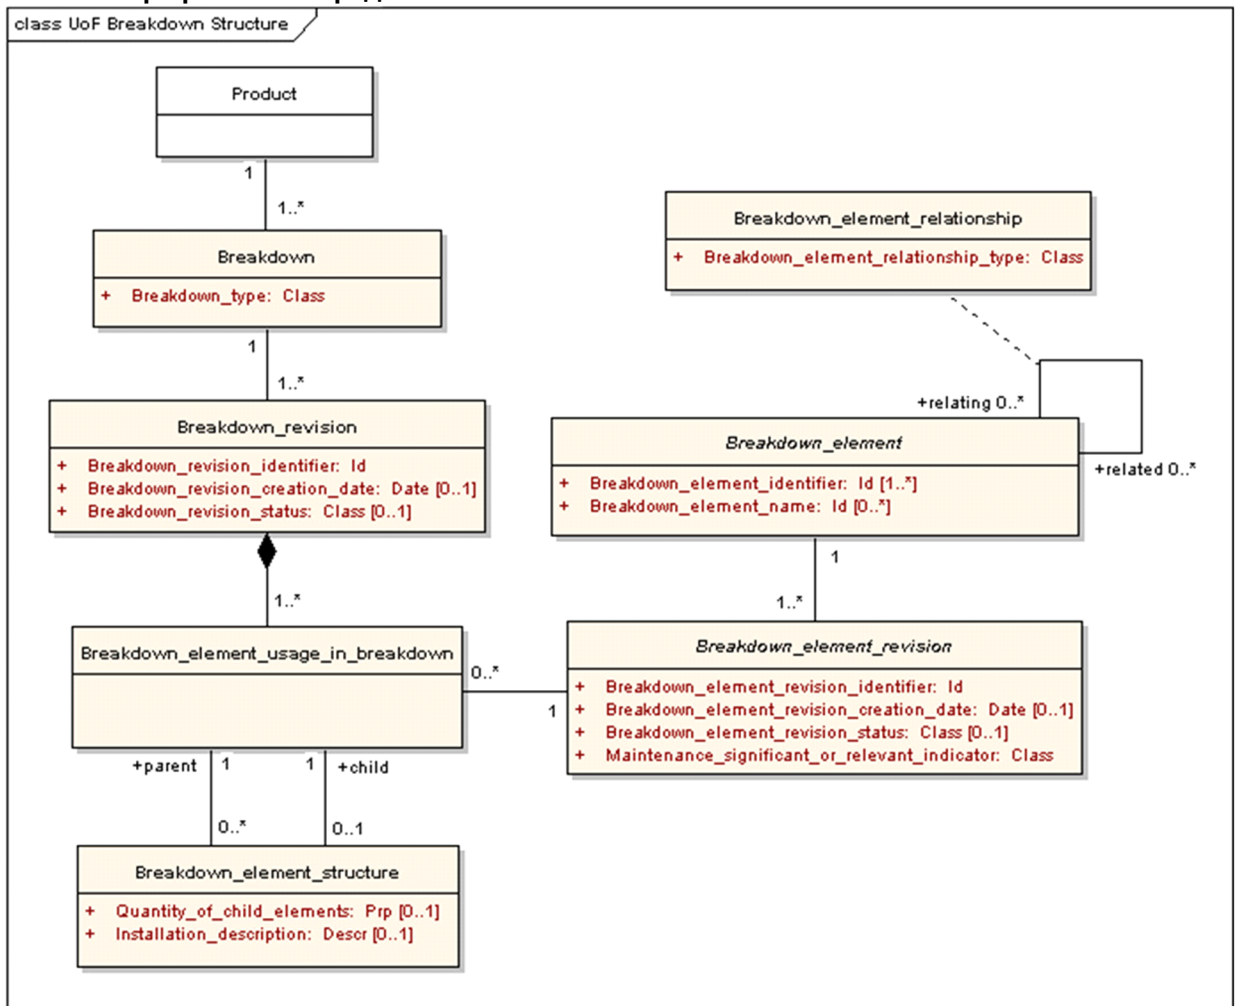 class UoF Breakdown Structure
Product
1
1..*
Breakdown
+ Breakdown_type: Class
1
1..*
Breakdown_revision
+ Breakdown_revision_identifier: Id
+ Breakdown_revision_creation_date: Date [0..1]
+ Breakdown_revision_status: Class [0..1]
1..*
Breakdown_element_usage_in_breakdown
0..*
1
+parent 1
1 +child
0..*
0..1
Breakdown_element_structure
+ Quantity_of_child_elements: Prp [0..1]
+ Installation_description: Descr [0..1]
Breakdown_element_relationship
+ Breakdown_element_relationship_type: Class
+relating 0..*
+related 0..*
Breakdown_element
+ Breakdown_element_identifier: Id [1..*]
+ Breakdown_element_name: Id [0..*]
1
1..*
Breakdown_element_revision
+ Breakdown_element_revision_identifier: Id
+ Breakdown_element_revision_creation_date: Date [0..1]
+ Breakdown_element_revision_status: Class [0..1]
+ Maintenance_significant_or_relevant_indicator: Class